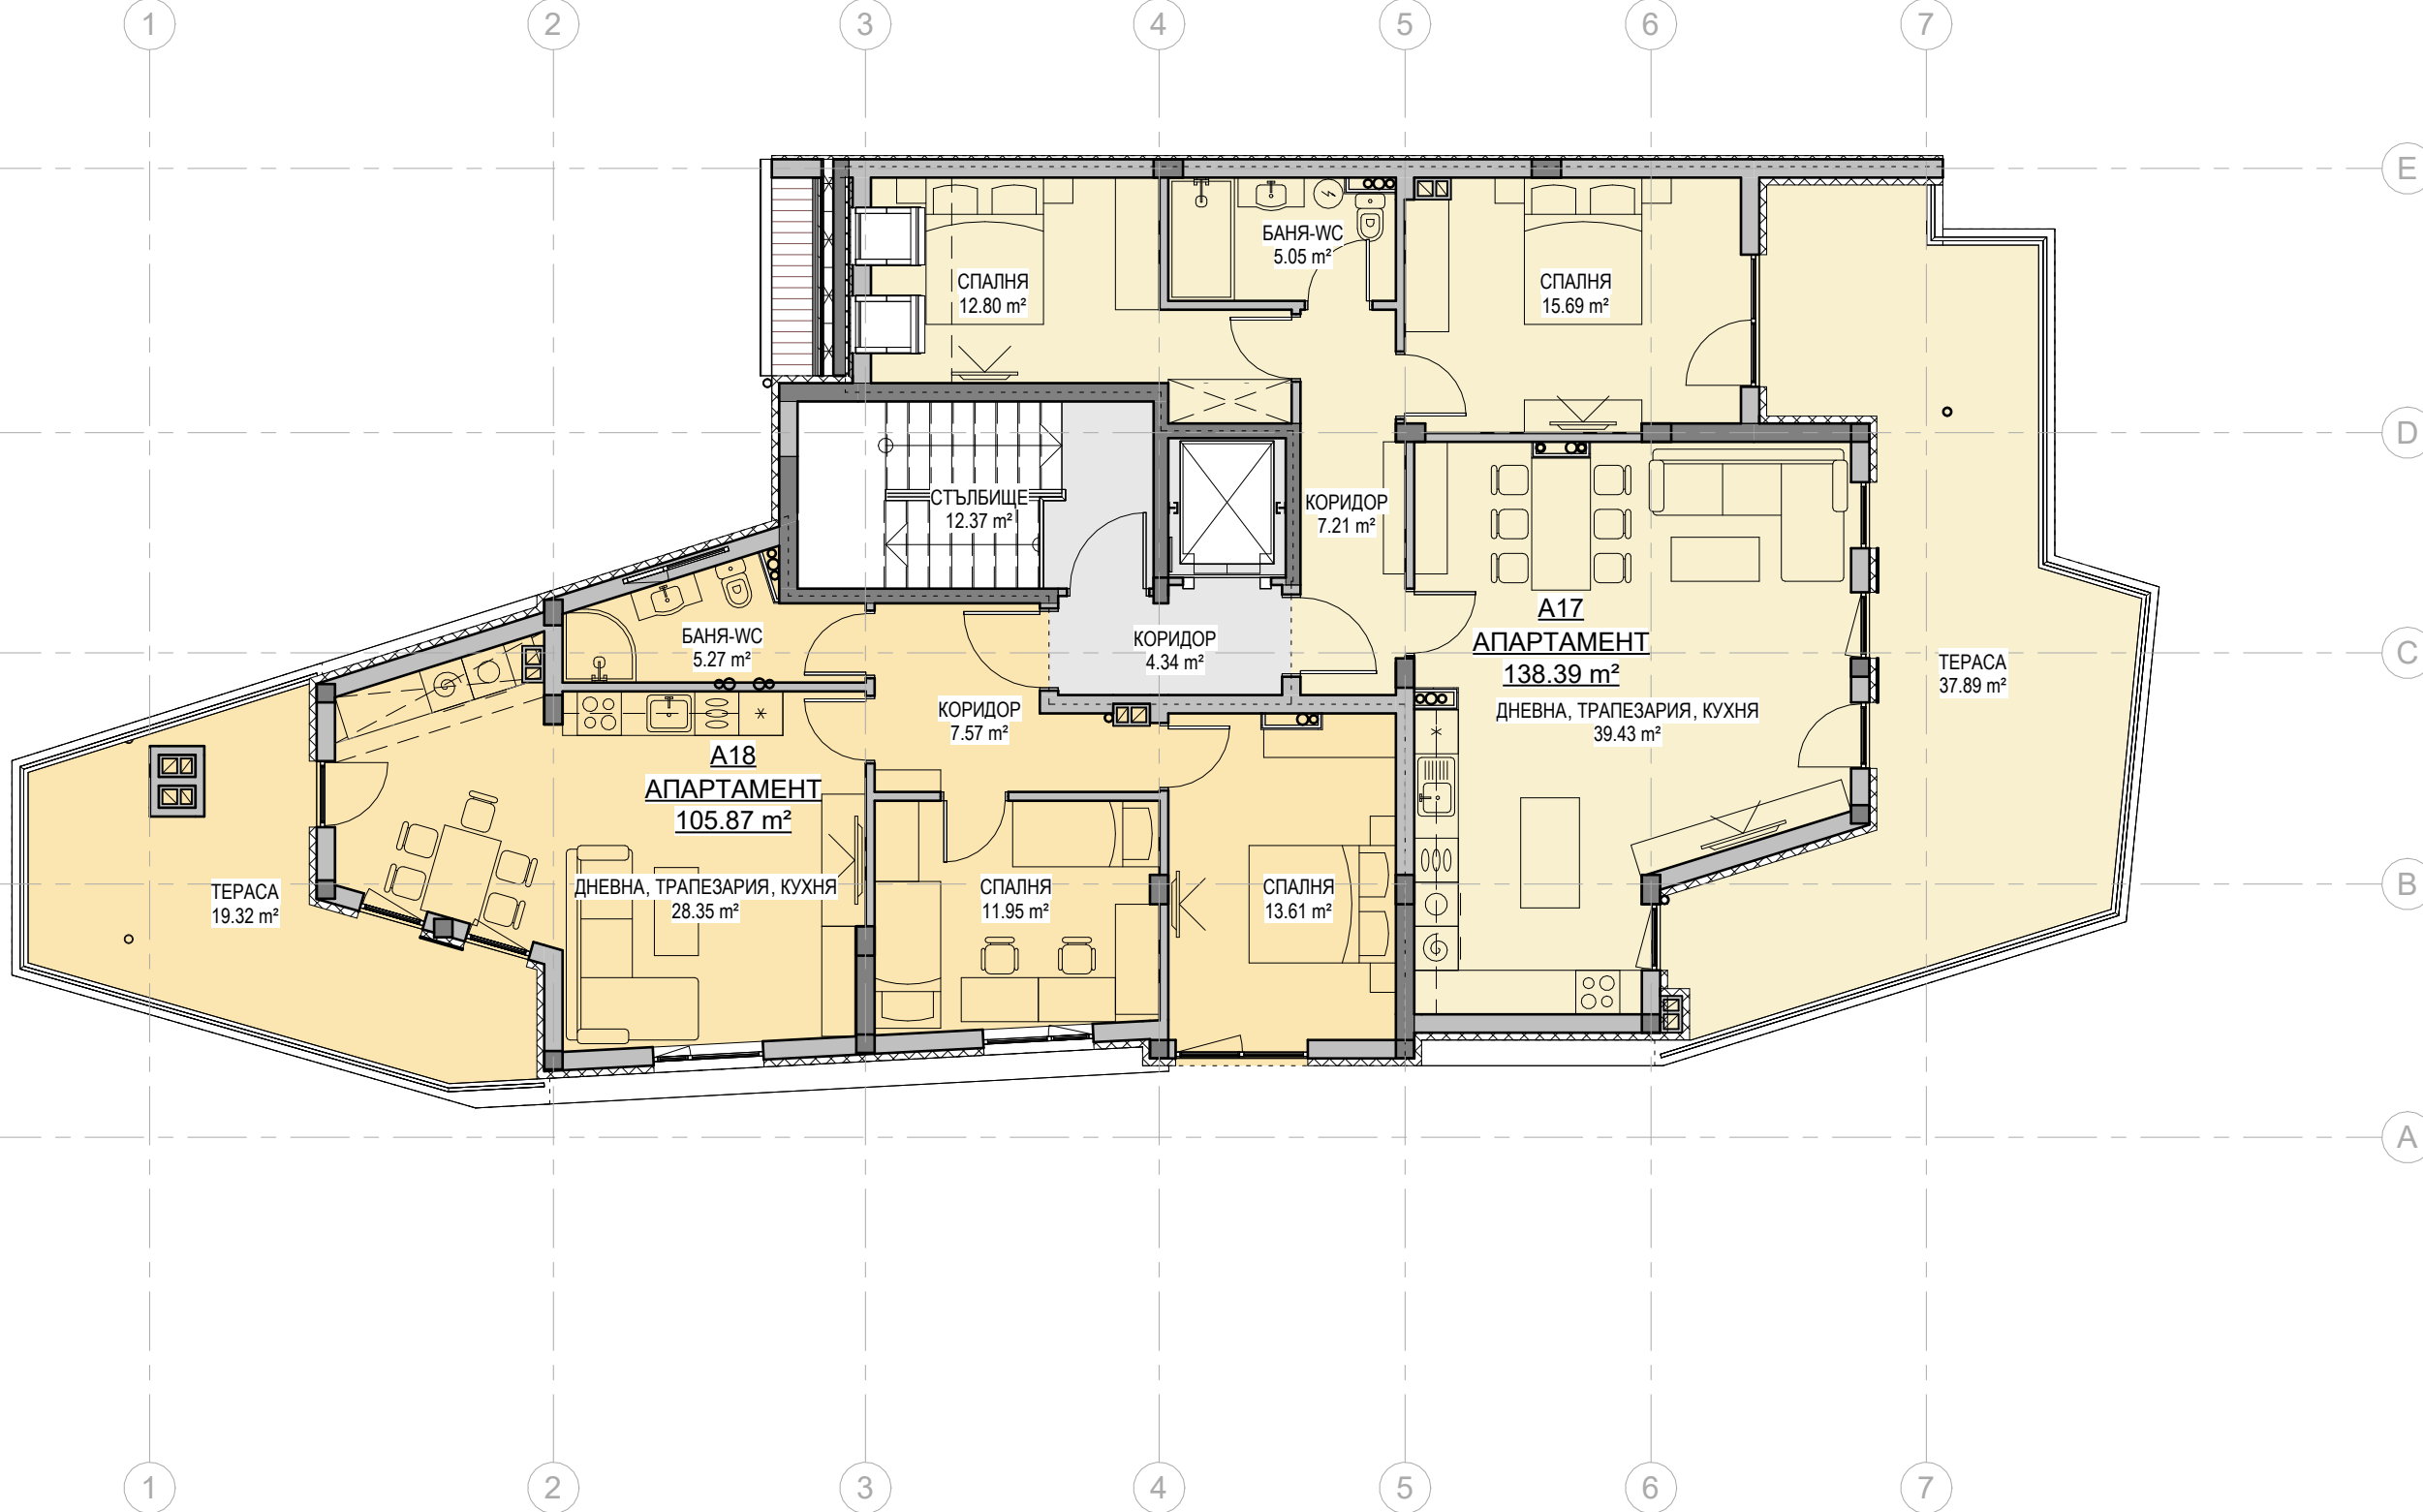 1 2 3 4 5 6 7
E
БАНЯ-WC
5.05 m²
СПАЛНЯ
12.80 m²
СПАЛНЯ
15.69 m²
D
СТЪЛБИЩЕ
12.37 m²
КОРИДОР
7.21 m²
A17
АПАРТАМЕНТ
138.39 m²
БАНЯ-WC
5.27 m²
КОРИДОР
4.34 m²
C
ТЕРАСА
37.89 m²
КОРИДОР
7.57 m²
ДНЕВНА, ТРАПЕЗАРИЯ, КУХНЯ
39.43 m²
A18
АПАРТАМЕНТ
105.87 m²
B
ТЕРАСА
19.32 m²
ДНЕВНА, ТРАПЕЗАРИЯ, КУХНЯ
28.35 m²
СПАЛНЯ
11.95 m²
СПАЛНЯ
13.61 m²
A
1 2 3 4 5 6 7